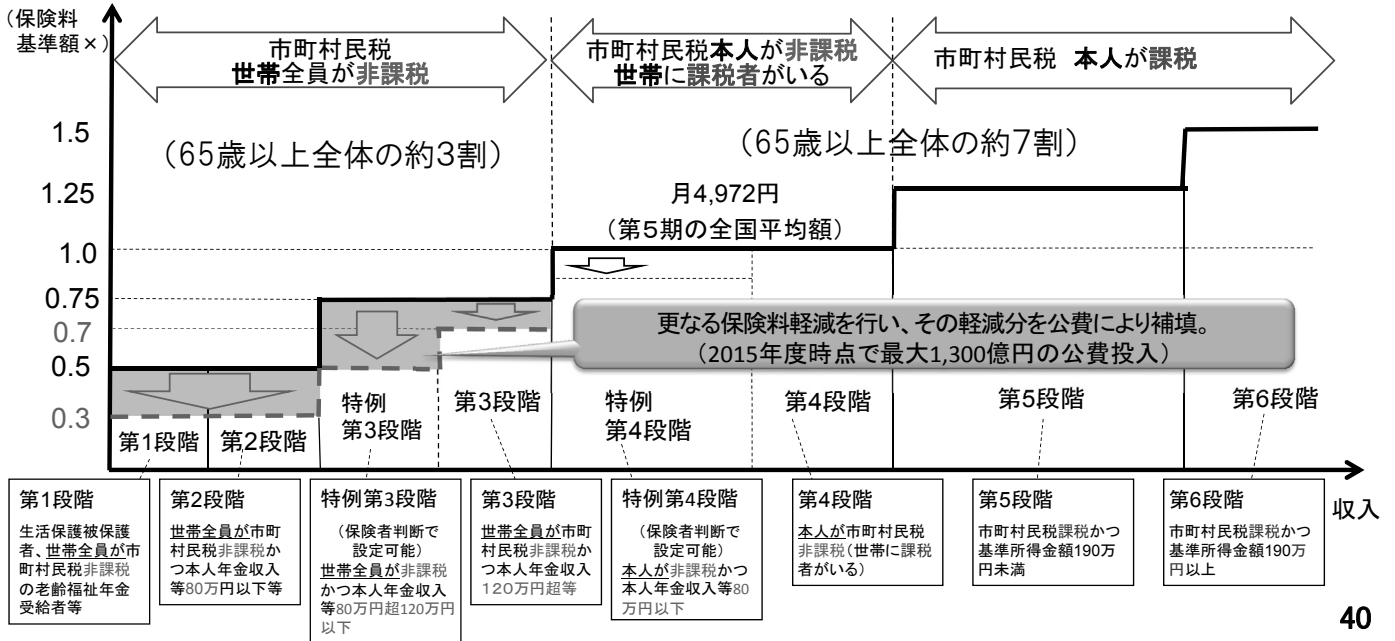 (保険料
基準額×)
市町村民税
世帯全員が非課税
市町村民税本人が非課税
世帯に課税者がいる
市町村民税 本人が課税
(65歳以上全体の約3割)
(65歳以上全体の約7割)
1.5
1.25
1.0
0.75
0.7
0.5
0.3
月4,972円
(第5期の全国平均額)
更なる保険料軽減を行い、その軽減分を公費により補填。
(2015年度時点で最大1,300億円の公費投入)
第1段階
第2段階
特例
第3段階
第3段階
特例
第4段階
第4段階
第5段階
第6段階
収入
第1段階
生活保護被保護
者、世帯全員が市
町村民税非課税
の老齢福祉年金
受給者等
第2段階
世帯全員が市町
村民税非課税か
つ本人年金収入
等80万円以下等
特例第3段階
(保険者判断で
設定可能)
世帯全員が非課税
かつ本人年金収入
等80万円超120万円
以下
第3段階
世帯全員が市町
村民税非課税か
つ本人年金収入
120万円超等
特例第4段階
(保険者判断で
設定可能)
本人が非課税かつ
本人年金収入等80
万円以下
第4段階
本人が市町村民税
非課税(世帯に課税
者がいる)
第5段階
市町村民税課税かつ
基準所得金額190万
円未満
第6段階
市町村民税課税かつ
基準所得金額190万
円以上
40